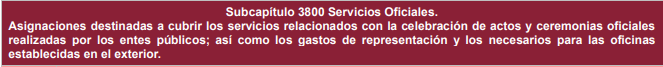 Subcapítulo 3800 Servicios Oficiales.
Asignaciones destinadas a cubrir los servicios relacionados con la celebración de actos y ceremonias oficiales
realizadas por los entes públicos; así como los gastos de representación y los necesarios para las oficinas
establecidas en el exterior.